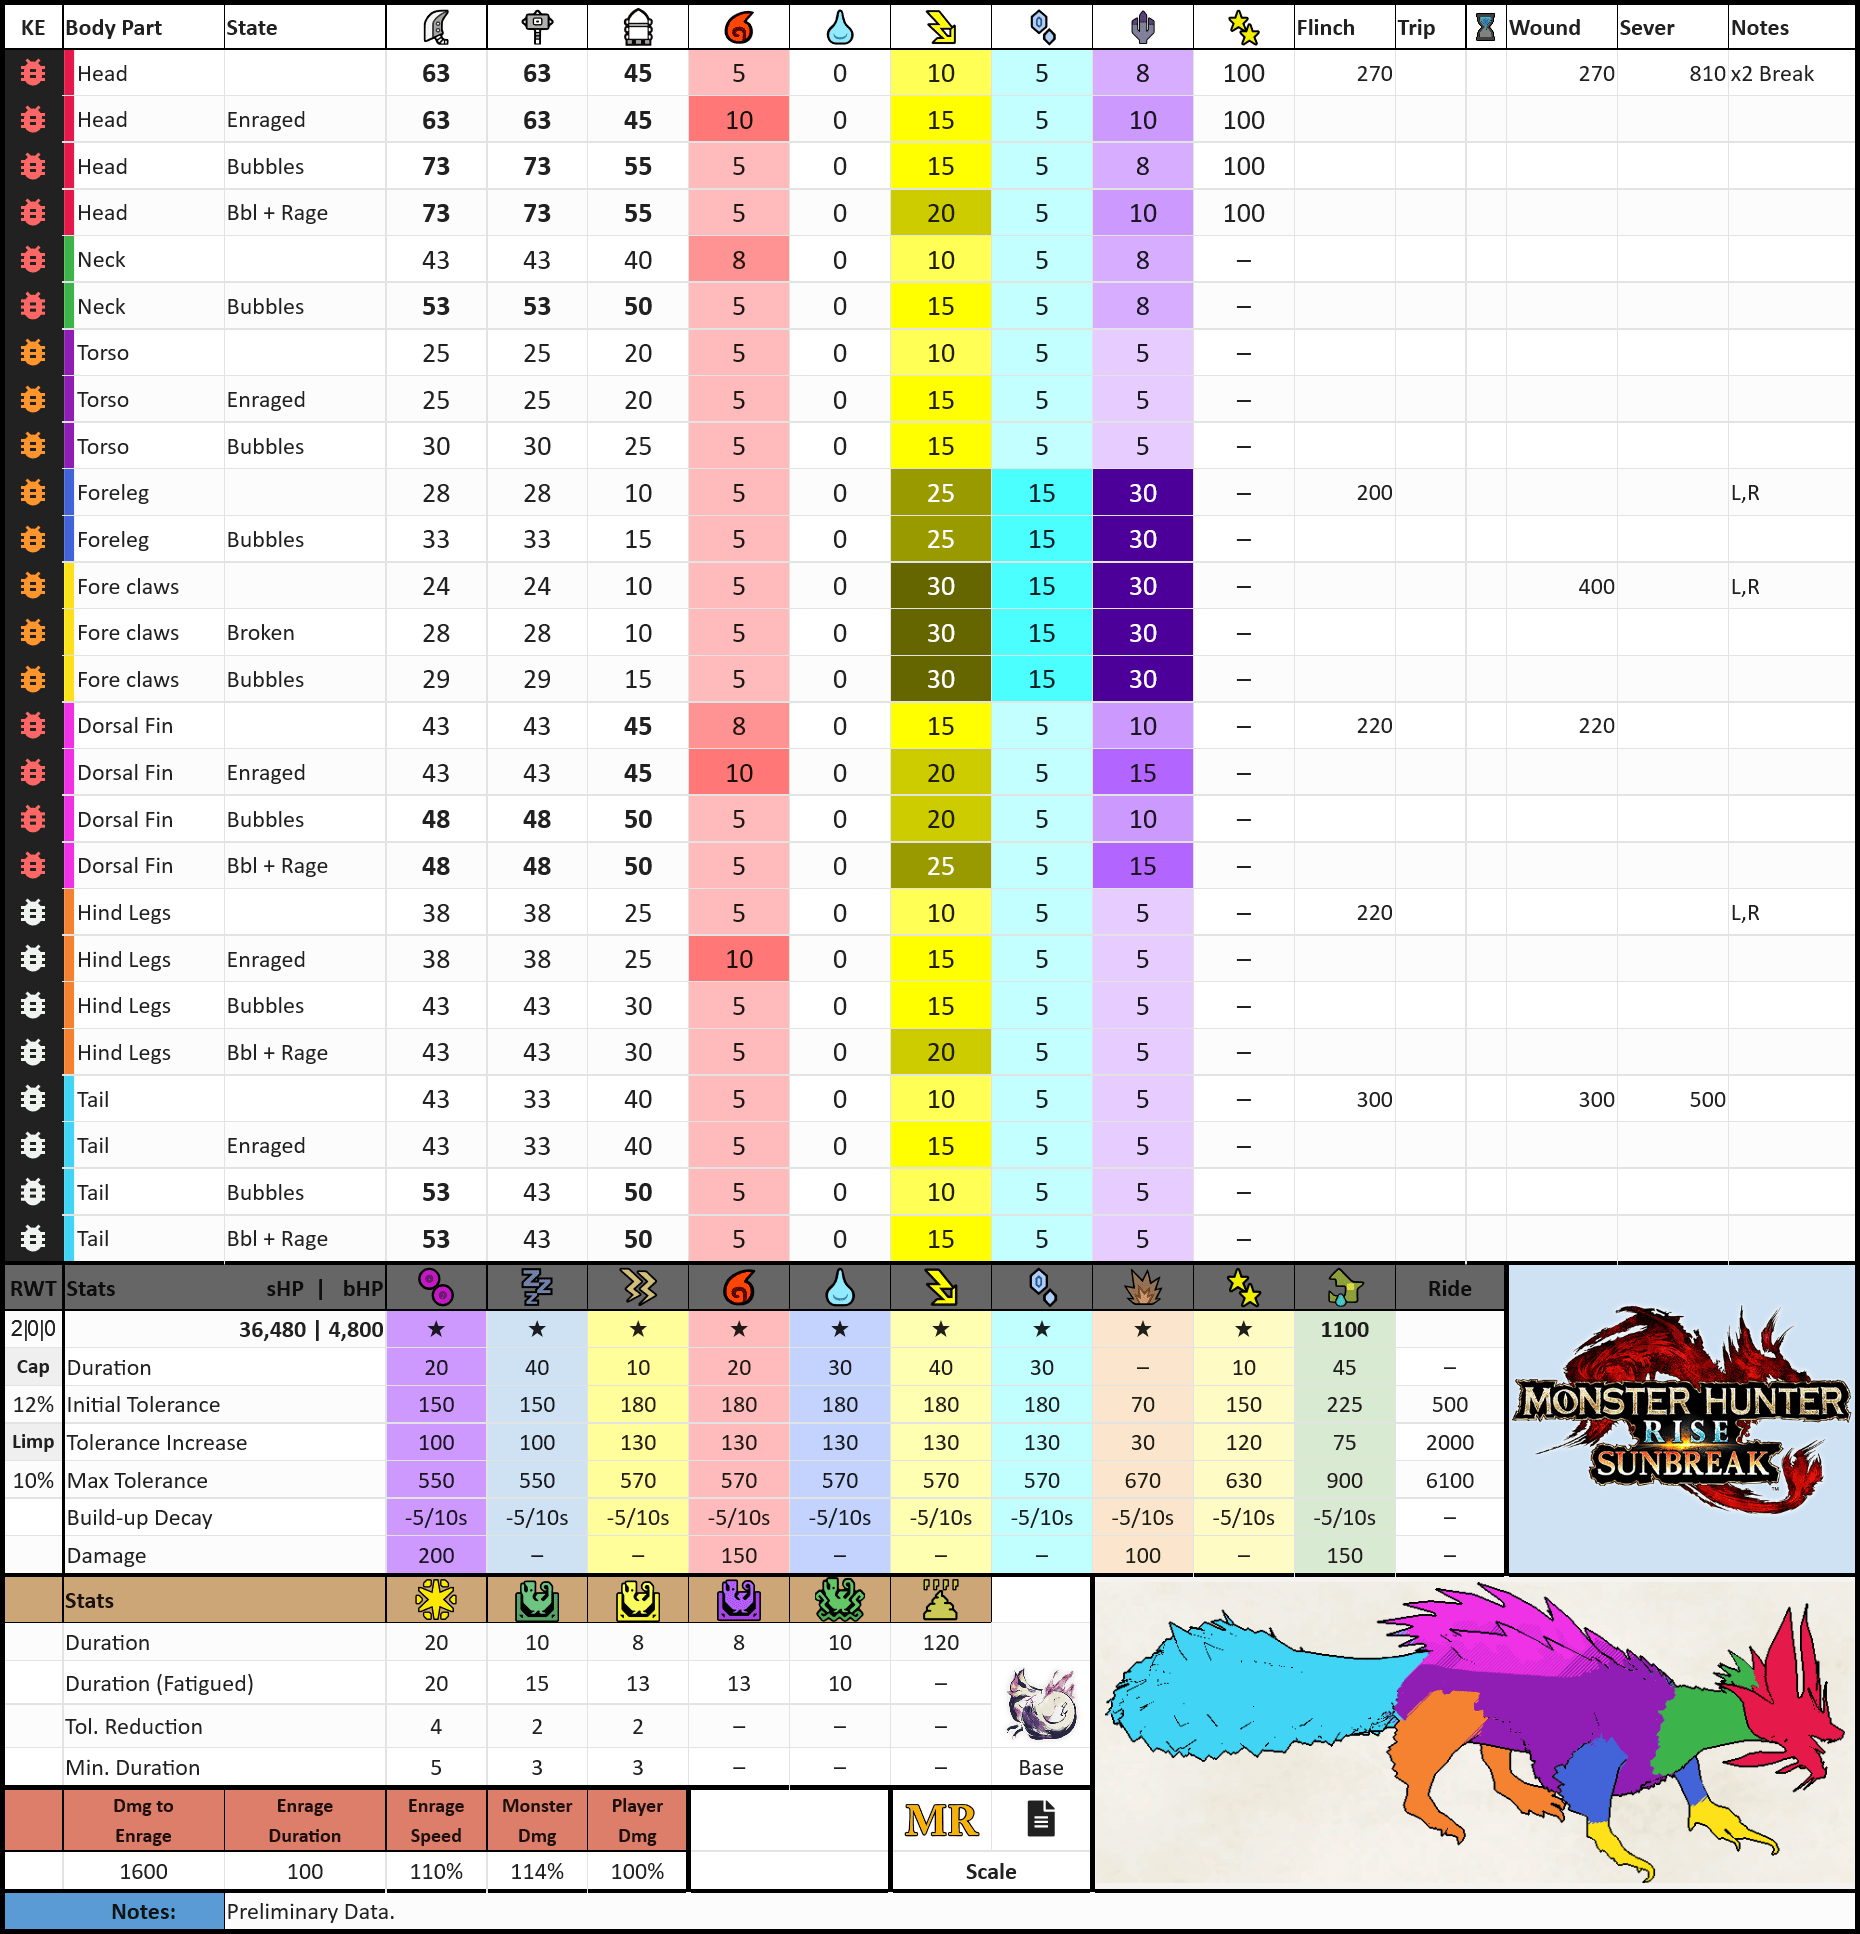 KE Body Part State Flinch Trip Wound Sever Notes
Head 63 63 45 5 0 10 5 8 100 270 270 810 x2 Break
Head Enraged 63 63 45 10 0 15 5 10 100
Head Bubbles 73 73 55 5 0 15 5 8 100
Head Bbl + Rage 73 73 55 5 0 20 5 10 100
Neck 43 43 40 8 0 10 5 8 –
Neck Bubbles 53 53 50 5 0 15 5 8 –
Torso 25 25 20 5 0 10 5 5 –
Torso Enraged 25 25 20 5 0 15 5 5 –
Torso Bubbles 30 30 25 5 0 15 5 5 –
Foreleg 28 28 10 5 0 25 15 30 – 200 L,R
Foreleg Bubbles 33 33 15 5 0 25 15 30 –
Fore claws 24 24 10 5 0 30 15 30 – 400 L,R
Fore claws Broken 28 28 10 5 0 30 15 30 –
Fore claws Bubbles 29 29 15 5 0 30 15 30 –
Dorsal Fin 43 43 45 8 0 15 5 10 – 220 220
Dorsal Fin Enraged 43 43 45 10 0 20 5 15 –
Dorsal Fin Bubbles 48 48 50 5 0 20 5 10 –
Dorsal Fin Bbl + Rage 48 48 50 5 0 25 5 15 –
Hind Legs 38 38 25 5 0 10 5 5 – 220 L,R
Hind Legs Enraged 38 38 25 10 0 15 5 5 –
Hind Legs Bubbles 43 43 30 5 0 15 5 5 –
Hind Legs Bbl + Rage 43 43 30 5 0 20 5 5 –
Tail 43 33 40 5 0 10 5 5 – 300 300 500
Tail Enraged 43 33 40 5 0 15 5 5 –
Tail Bubbles 53 43 50 5 0 10 5 5 –
Tail Bbl + Rage 53 43 50 5 0 15 5 5 –
RWT Stats sHP | bHP Ride
2|0|0 36,480 | 4,800 ★ ★ ★ ★ ★ ★ ★ ★ ★ 1100
Cap Duration 20 40 10 20 30 40 30 – 10 45 –
12% Initial Tolerance 150 150 180 180 180 180 180 70 150 225 500
Limp Tolerance Increase 100 100 130 130 130 130 130 30 120 75 2000
10% Max Tolerance 550 550 570 570 570 570 570 670 630 900 6100
Build-up Decay -5/10s -5/10s -5/10s -5/10s -5/10s -5/10s -5/10s -5/10s -5/10s -5/10s –
Damage 200 – – 150 – – – 100 – 150 –
MONSTER HUNTER
RISE
SUNBREAK
™
Stats
Duration 20 10 8 8 10 120
Duration (Fatigued) 20 15 13 13 10 –
Tol. Reduction 4 2 2 – – –
Min. Duration 5 3 3 – – – Base
Dmg to Enrage Enrage Monster Player
Enrage Duration Speed Dmg Dmg
MR
1600 100 110% 114% 100% Scale
Notes: Preliminary Data.